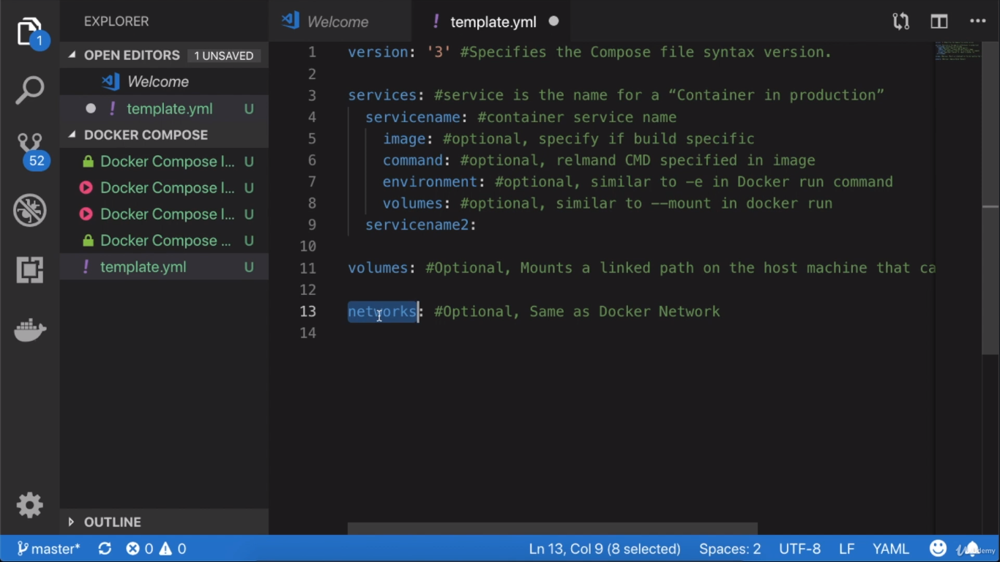 EXPLORER
Welcome
! template.yml
1
OPEN EDITORS 1 UNSAVED
Welcome
! template.yml U
DOCKER COMPOSE
52
Docker Compose I... U
Docker Compose I... U
Docker Compose I... U
Docker Compose ... U
! template.yml U
OUTLINE
1 version: '3' #Specifies the Compose file syntax version.
2
3 services: #service is the name for a “Container in production”
4 servicename: #container service name
5 image: #optional, specify if build specific
6 command: #optional, relmand CMD specified in image
7 environment: #optional, similar to -e in Docker run command
8 volumes: #optional, similar to --mount in docker run
9 servicename2:
10
11 volumes: #Optional, Mounts a linked path on the host machine that ca
12
13 networks: #Optional, Same as Docker Network
14
master* 0 0 Ln 13, Col 9 (8 selected) Spaces: 2 UTF-8 LF YAML
Udemy